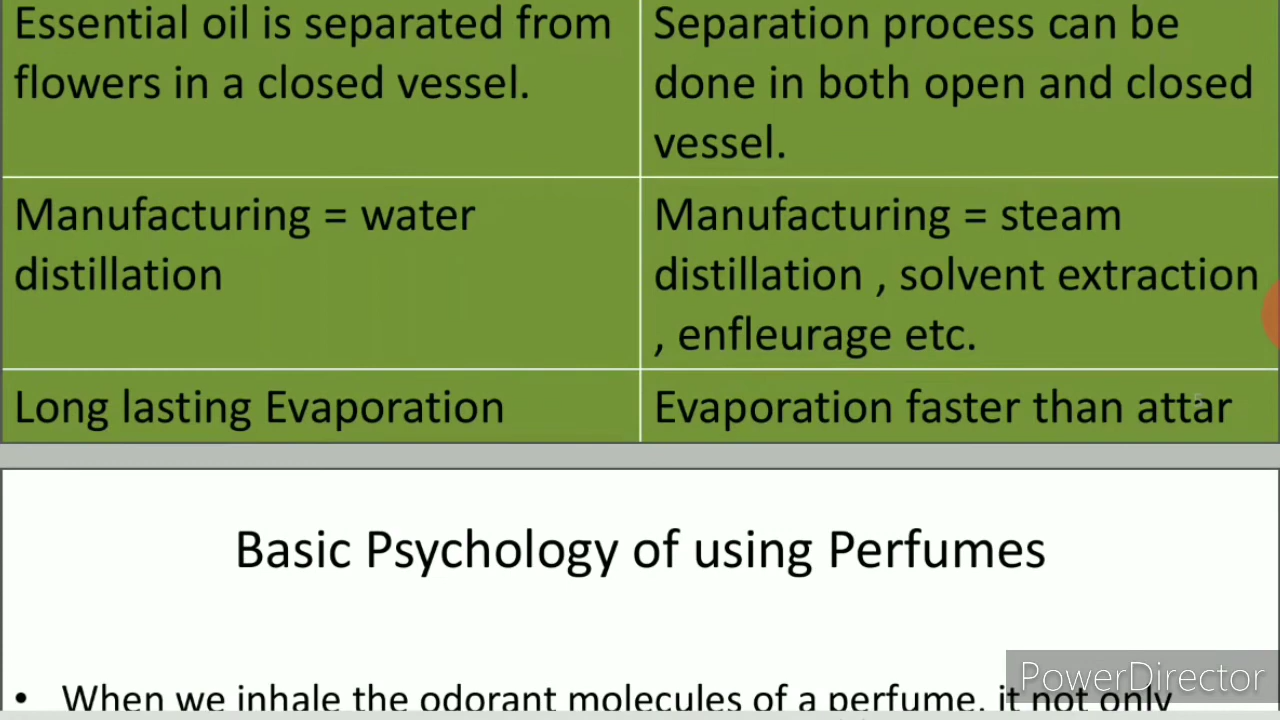 Essential oil is separated from
flowers in a closed vessel.
Separation process can be
done in both open and closed
vessel.
Manufacturing = water
distillation
Manufacturing = steam
distillation , solvent extraction
, enfleurage etc.
Long lasting Evaporation
Evaporation faster than attar
5
Basic Psychology of using Perfumes
• When we inhale the odorant molecules of a perfume, it not only
PowerDirector